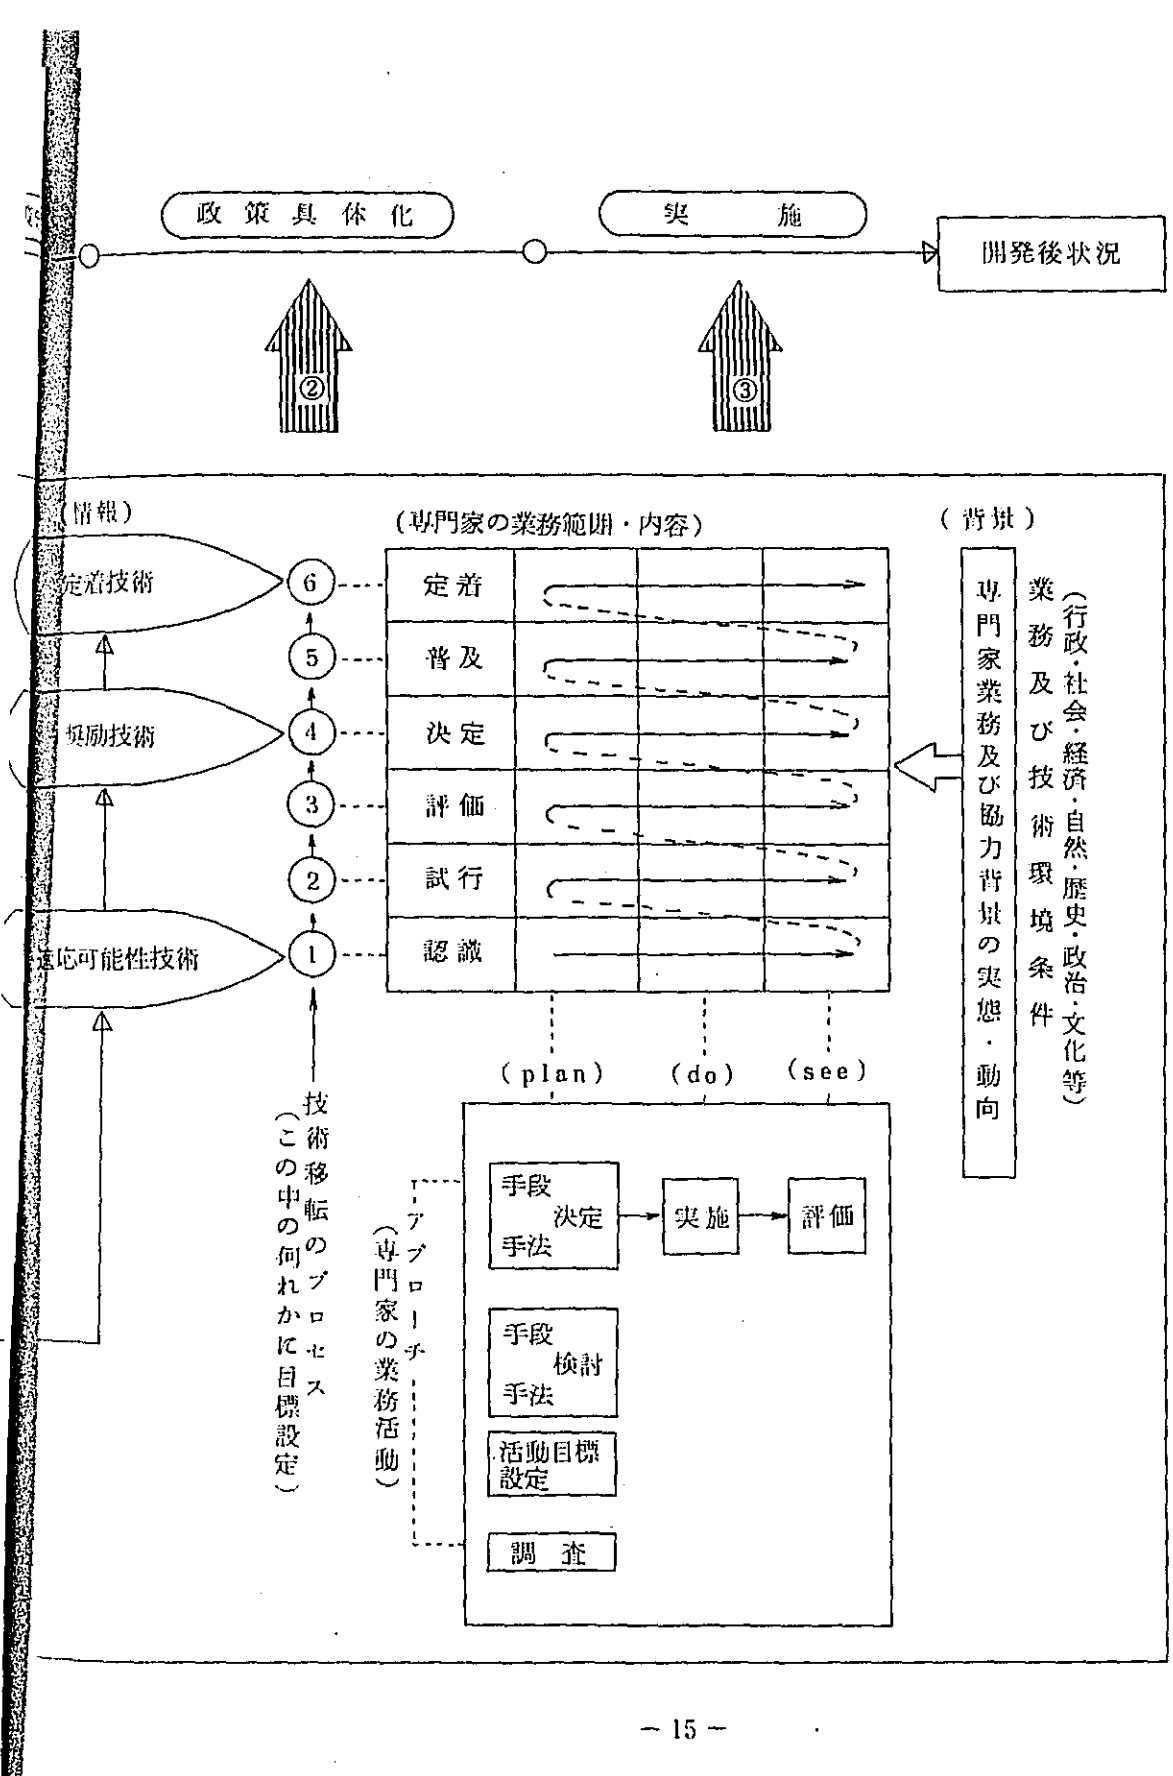 政策具体化
実施
開発後状況
②
③
(情報)
(専門家の業務範囲・内容)
(背景)
定着技術
6
定着
5
普及
奨励技術
4
決定
3
評価
2
試行
応可能性技術
1
認識
専門家業務及び協力背景の実態・動向
業務及び技術環境条件
(行政・社会・経済・自然・歴史・政治・文化等)
(plan)
(do)
(see)
技術移転のプロセス
(この中の何れかに目標設定)
アプローチ
(専門家の業務活動)
手段
決定
手法
実施
評価
手段
検討
手法
活動目標
設定
調査
— 15 —